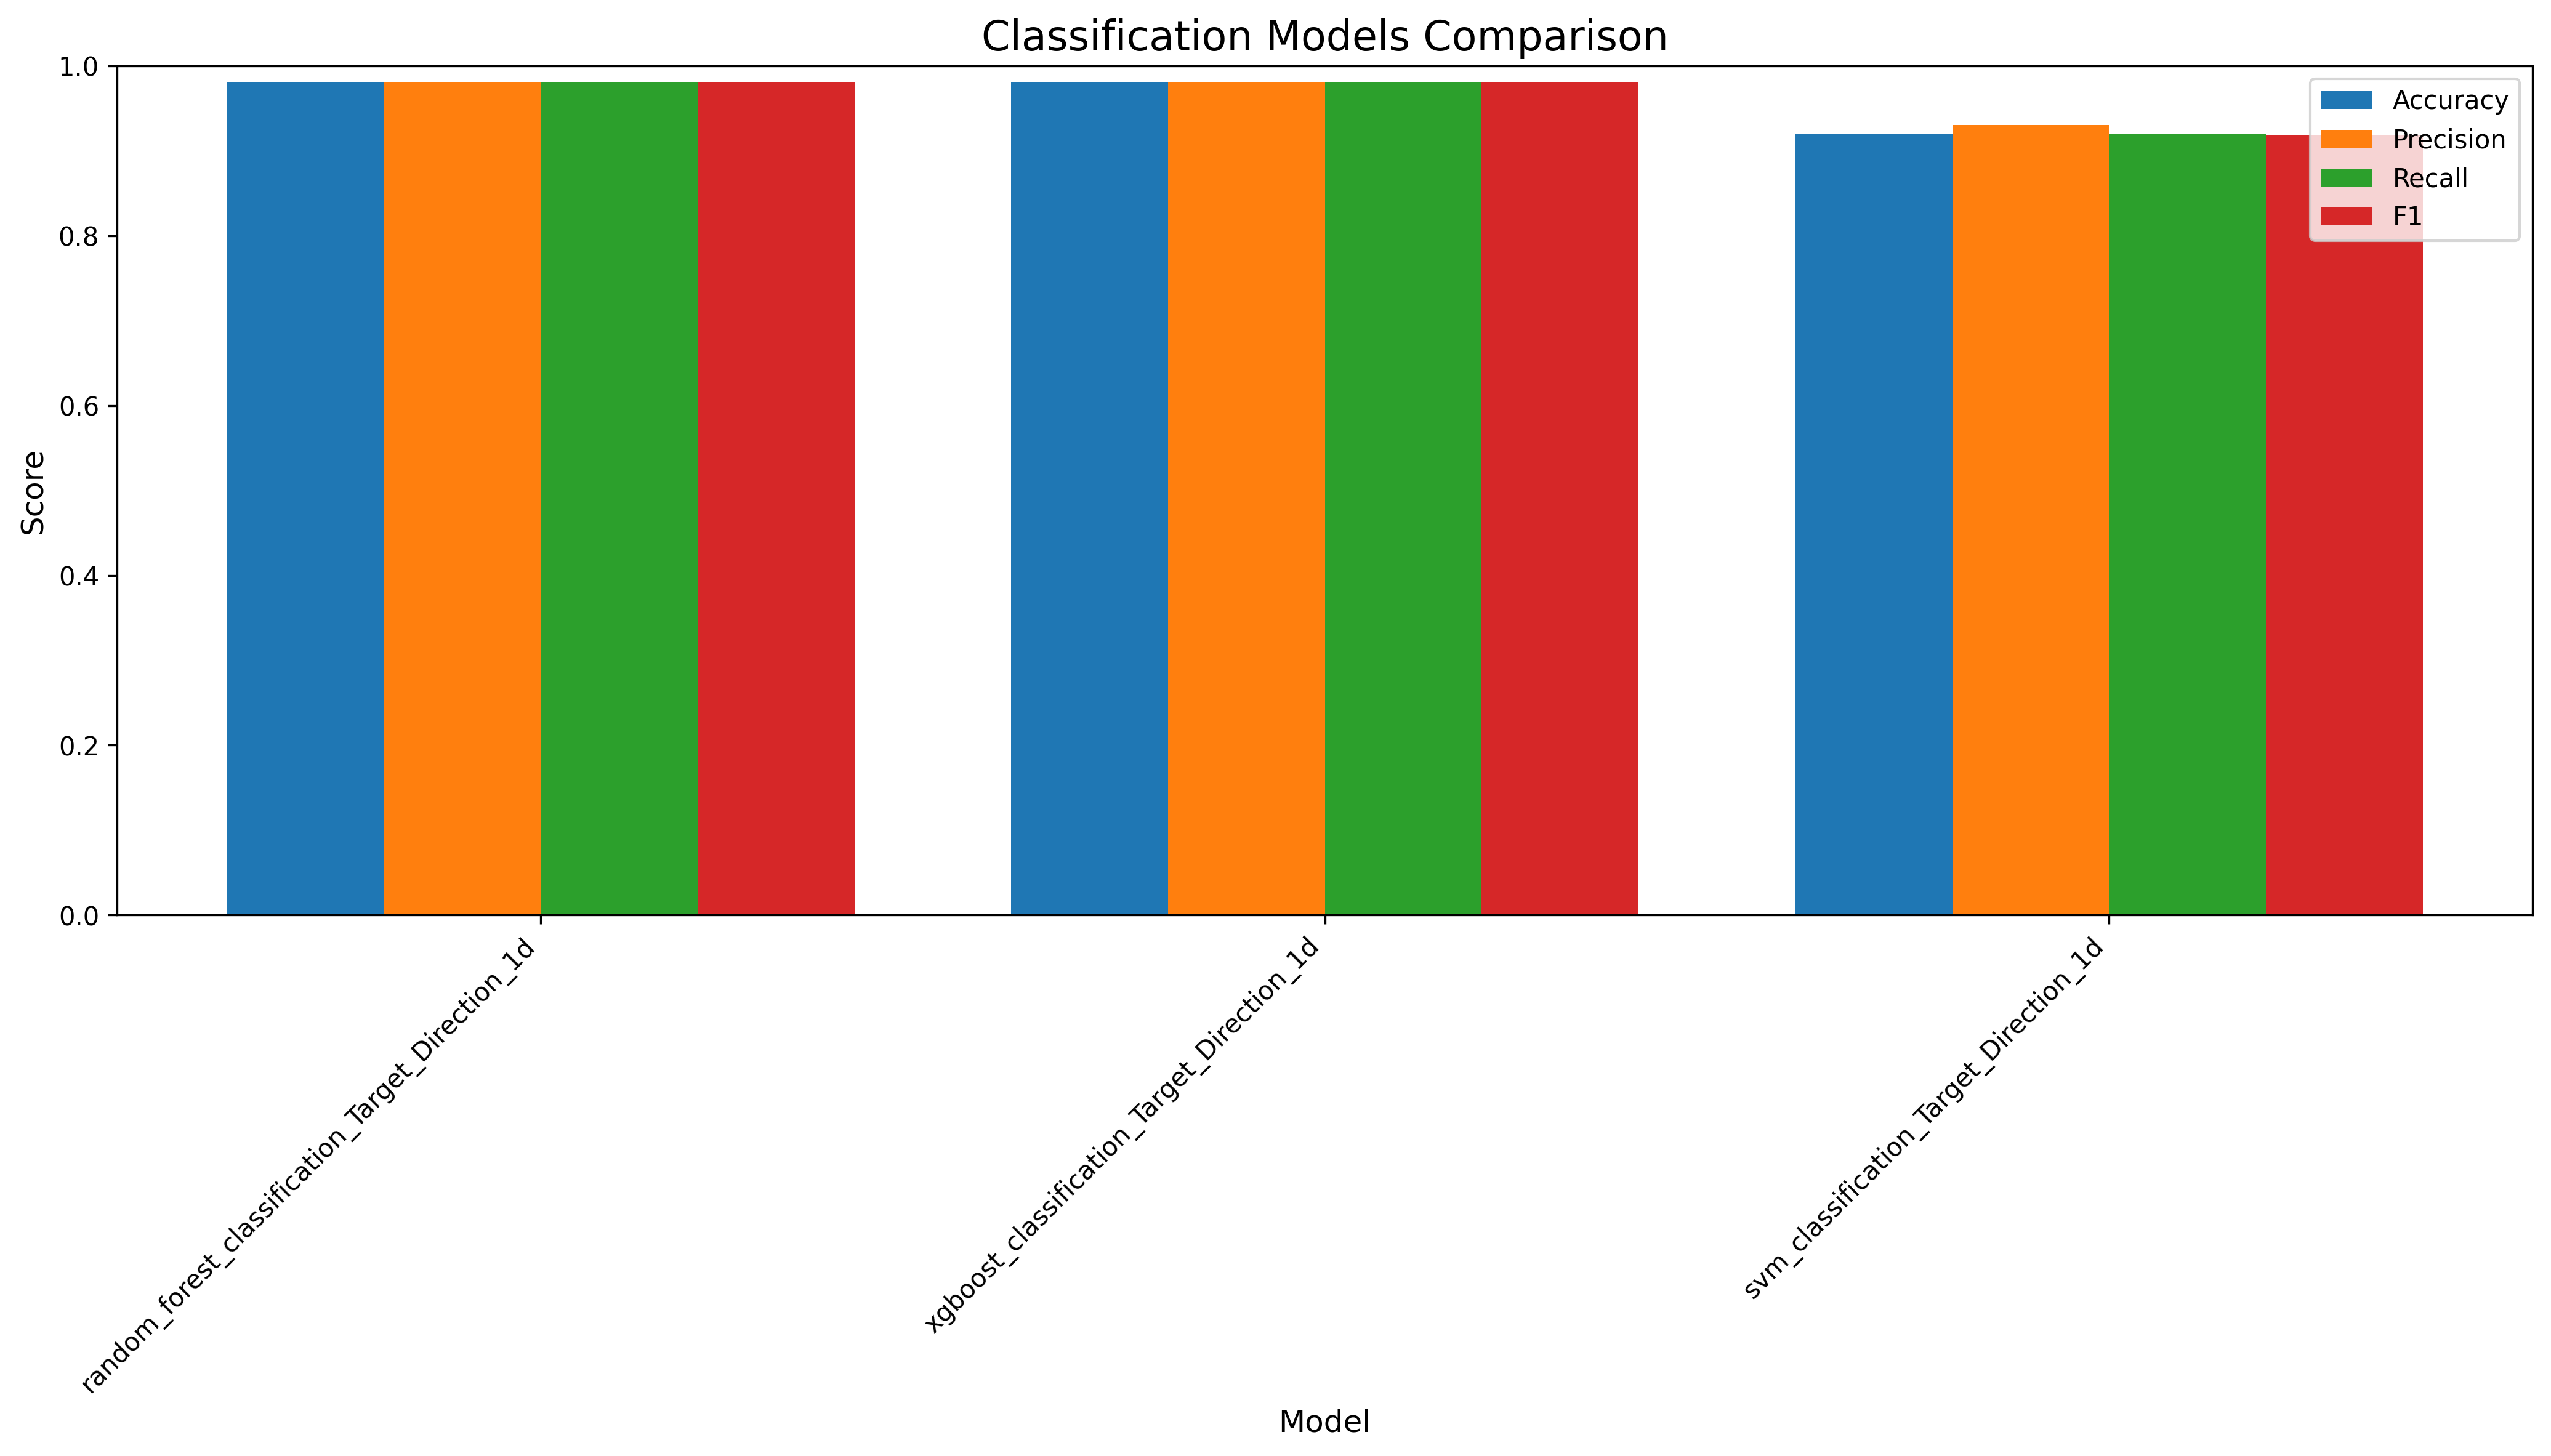 Classification Models Comparison
1.0
0.8
0.6
0.4
0.2
0.0
Score
Accuracy
Precision
Recall
F1
random_forest_classification_Target_Direction_1d
xgboost_classification_Target_Direction_1d
svm_classification_Target_Direction_1d
Model